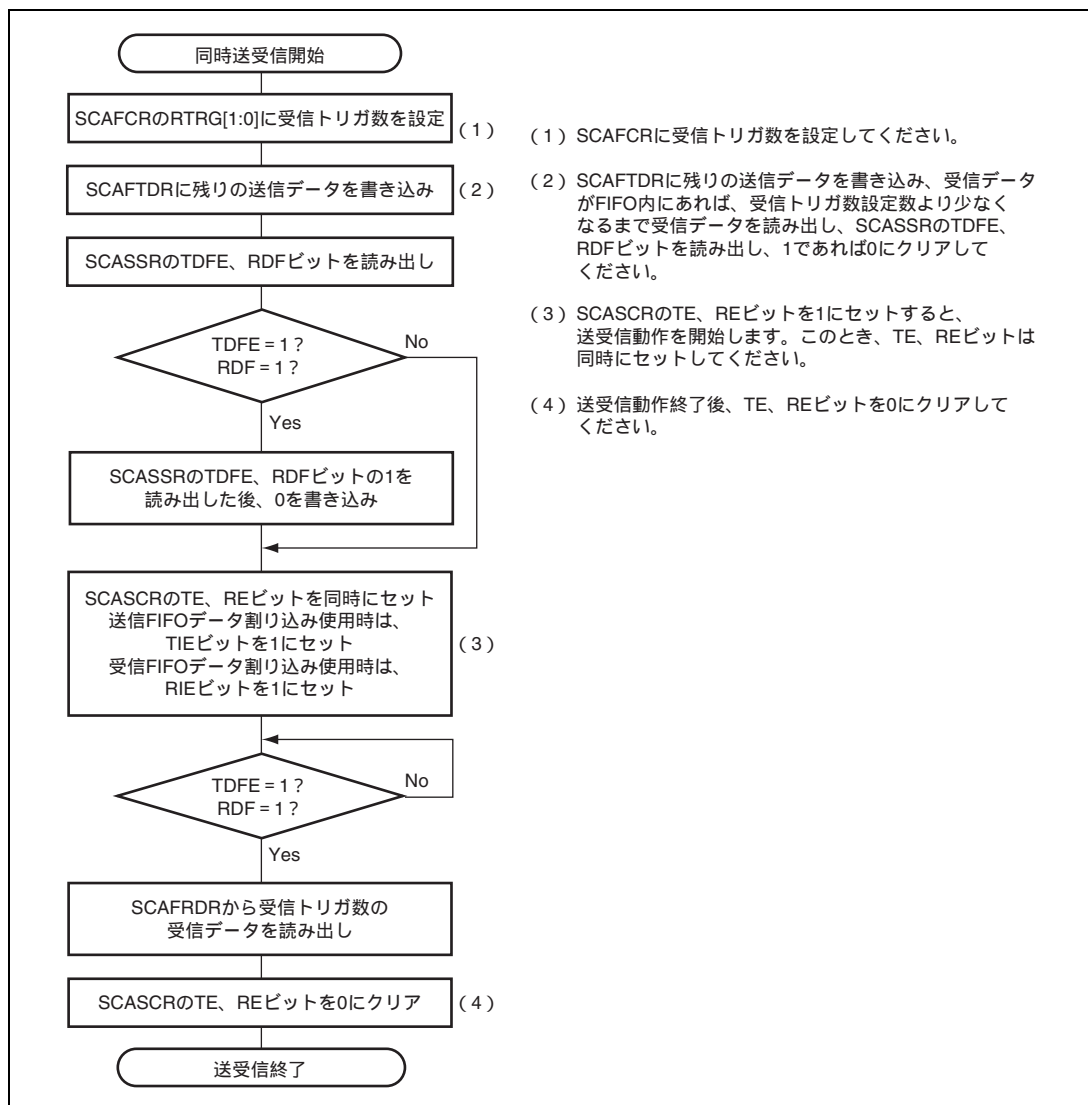 同時送受信開始
SCAFCRのRTRG[1:0]に受信トリガ数を設定
(1)
SCAFTDRに残りの送信データを書き込み
(2)
SCASSRのTDFE、RDFビットを読み出し
TDFE = 1?
RDF = 1?
No
Yes
SCASSRのTDFE、RDFビットの1を
読み出した後、0を書き込み
SCASCRのTE、REビットを同時にセット
送信FIFOデータ割り込み使用時は、
TIEビットを1にセット
受信FIFOデータ割り込み使用時は、
RIEビットを1にセット
(3)
TDFE = 1?
RDF = 1?
No
Yes
SCAFRDRから受信トリガ数の
受信データを読み出し
SCASCRのTE、REビットを0にクリア
(4)
送受信終了
(1)SCAFCRに受信トリガ数を設定してください。
(2)SCAFTDRに残りの送信データを書き込み、受信データ
がFIFO内にあれば、受信トリガ数設定数より少なく
なるまで受信データを読み出し、SCASSRのTDFE、
RDFビットを読み出し、1であれば0にクリアして
ください。
(3)SCASCRのTE、REビットを1にセットすると、
送受信動作を開始します。このとき、TE、REビットは
同時にセットしてください。
(4)送受信動作終了後、TE、REビットを0にクリアして
ください。